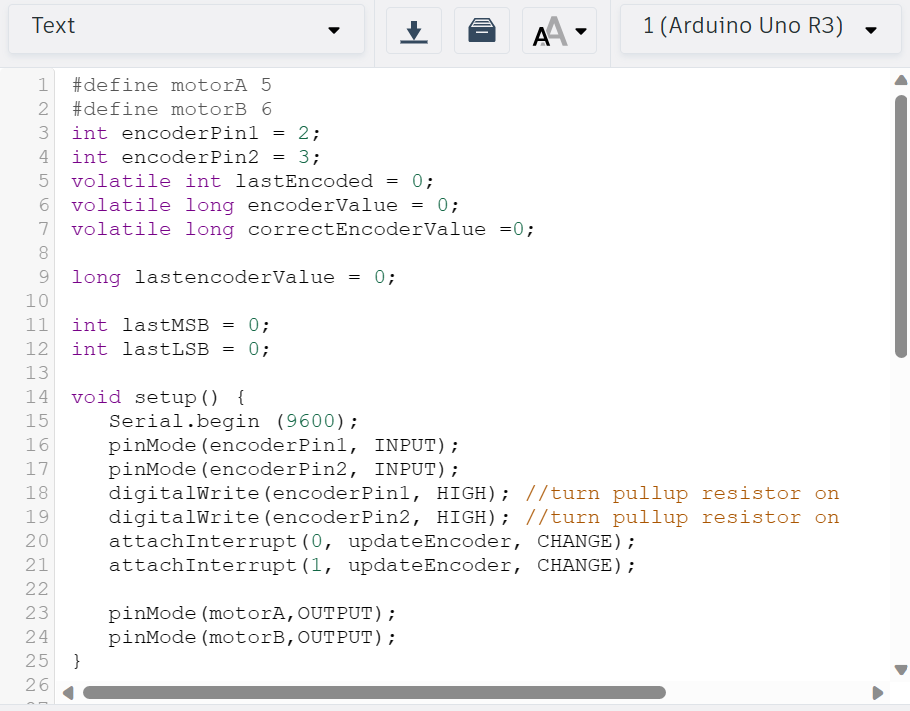 Text
1 (Arduino Uno R3)
1 #define motorA 5
2 #define motorB 6
3 int encoderPin1 = 2;
4 int encoderPin2 = 3;
5 volatile int lastEncoded = 0;
6 volatile long encoderValue = 0;
7 volatile long correctEncoderValue =0;
8
9 long lastencoderValue = 0;
10
11 int lastMSB = 0;
12 int lastLSB = 0;
13
14 void setup() {
15    Serial.begin (9600);
16    pinMode(encoderPin1, INPUT);
17    pinMode(encoderPin2, INPUT);
18    digitalWrite(encoderPin1, HIGH); //turn pullup resistor on
19    digitalWrite(encoderPin2, HIGH); //turn pullup resistor on
20    attachInterrupt(0, updateEncoder, CHANGE);
21    attachInterrupt(1, updateEncoder, CHANGE);
22
23    pinMode(motorA,OUTPUT);
24    pinMode(motorB,OUTPUT);
25 }
26